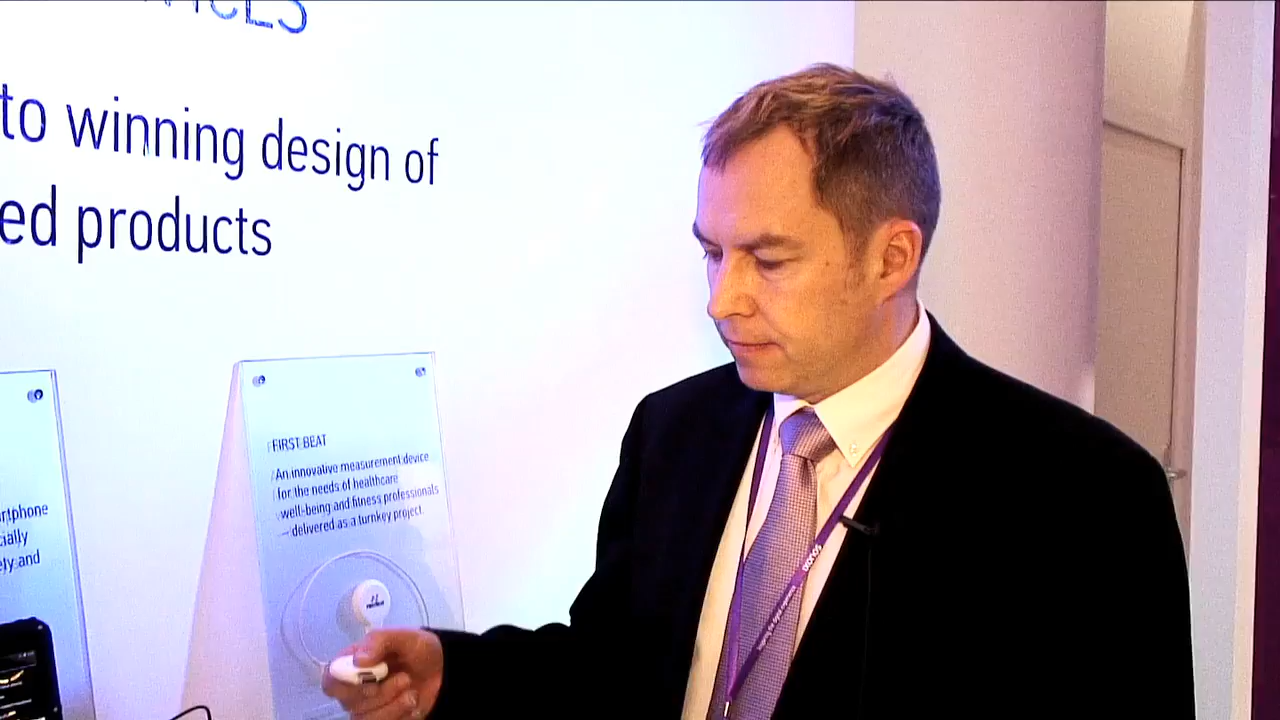 to winning design of
ed products
FIRST BEAT
An innovative measurement device
for the needs of healthcare
well-being and fitness professionals
– delivered as a turnkey project.
rtphone
cially
ely and